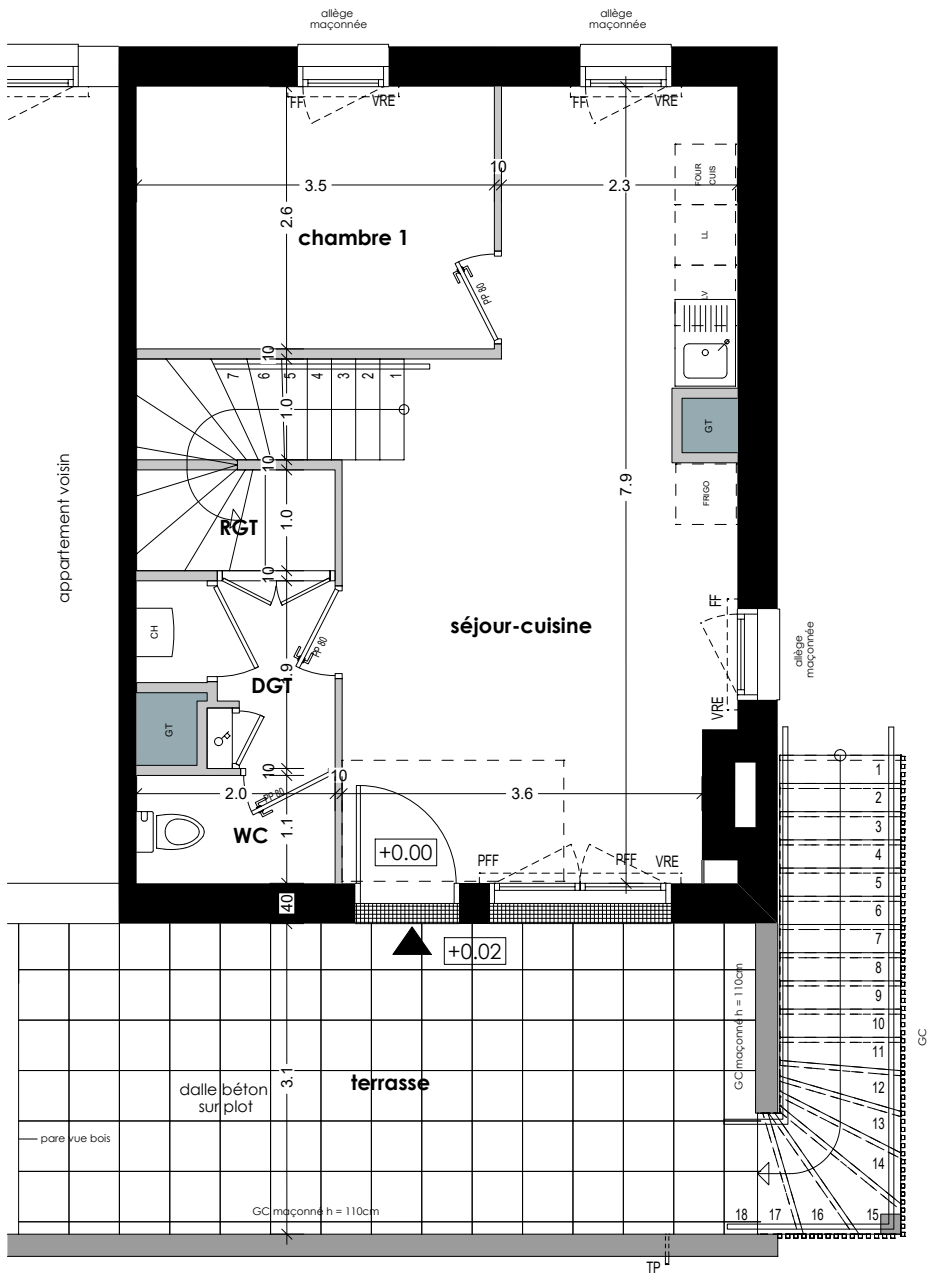 allège
maçonnée
allège
maçonnée
FF
VRE
FF
VRE
10
3.5
2.3
FOUR
CUIS
2.6
chambre 1
LL
LV
PP 80
10
7
6
5
4
3
2
1
1.0
GT
10
appartement voisin
7.9
FRIGO
1.0
RGT
10
FF
CH
séjour-cuisine
allège
maçonnée
PP 80
DGT
.9
VRE
GT
10
10
2.0
PP 80
3.6
WC
1.1
+0.00
PFF
PFF
VRE
40
+0.02
1
2
3
4
5
6
7
8
9
10
11
12
13
14
15
16
17
18
GC maçonné h = 110cm
GC
3.1
terrasse
dalle béton
sur plot
pare vue bois
GC maçonné h = 110cm
TP